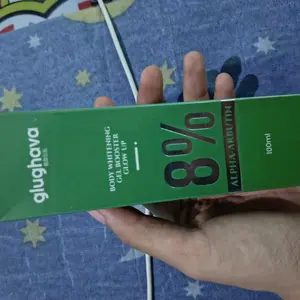 glughava
BODY WHITENING
GEL BOOSTER
GLOW UP
8%
ALPHA ARBUTIN
100ml